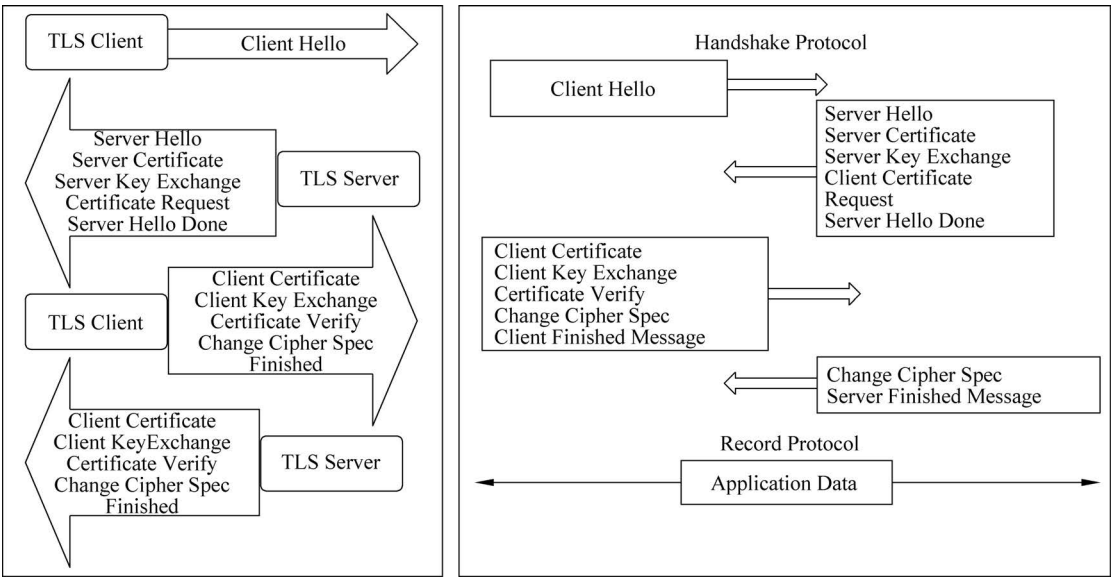 TLS Client
Client Hello
Server Hello
Server Certificate
Server Key Exchange
Certificate Request
Server Hello Done
TLS Server
Client Certificate
Client Key Exchange
Certificate Verify
Change Cipher Spec
Finished
TLS Client
Client Certificate
Client KeyExchange
Certificate Verify
Change Cipher Spec
Finished
TLS Server
Handshake Protocol
Client Hello
Server Hello
Server Certificate
Server Key Exchange
Client Certificate
Request
Server Hello Done
Client Certificate
Client Key Exchange
Certificate Verify
Change Cipher Spec
Client Finished Message
Change Cipher Spec
Server Finished Message
Record Protocol
Application Data